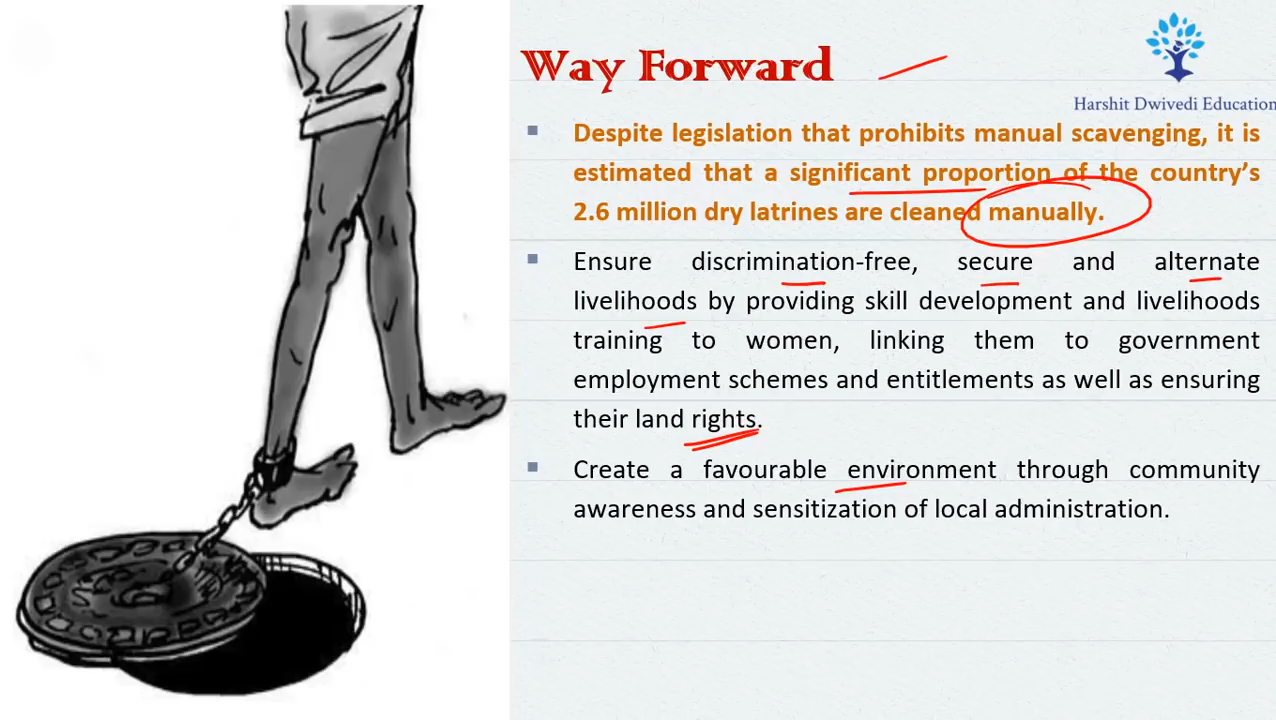 Way Forward
Harshit Dwivedi Education
▪ Despite legislation that prohibits manual scavenging, it is
estimated that a significant proportion of the country’s
2.6 million dry latrines are cleaned manually.
▪ Ensure discrimination-free, secure and alternate
livelihoods by providing skill development and livelihoods
training to women, linking them to government
employment schemes and entitlements as well as ensuring
their land rights.
▪ Create a favourable environment through community
awareness and sensitization of local administration.